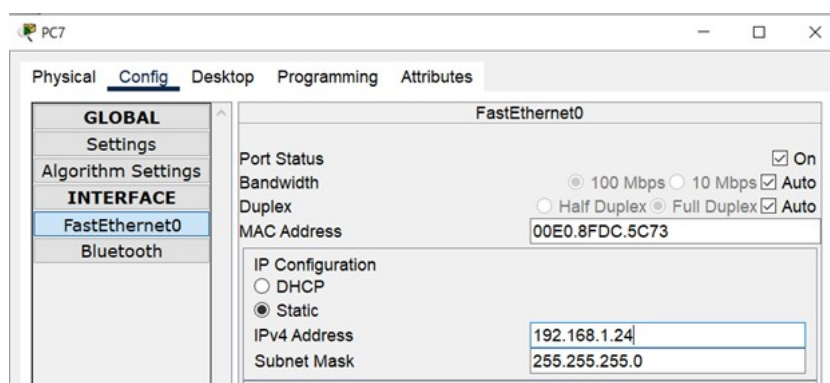 PC7
Physical Config Desktop Programming Attributes
GLOBAL
Settings
Algorithm Settings
INTERFACE
FastEthernet0
Bluetooth
FastEthernet0
Port Status On
Bandwidth 100 Mbps 10 Mbps Auto
Duplex Half Duplex Full Duplex Auto
MAC Address 00E0.8FDC.5C73
IP Configuration
DHCP
Static
IPv4 Address 192.168.1.24
Subnet Mask 255.255.255.0